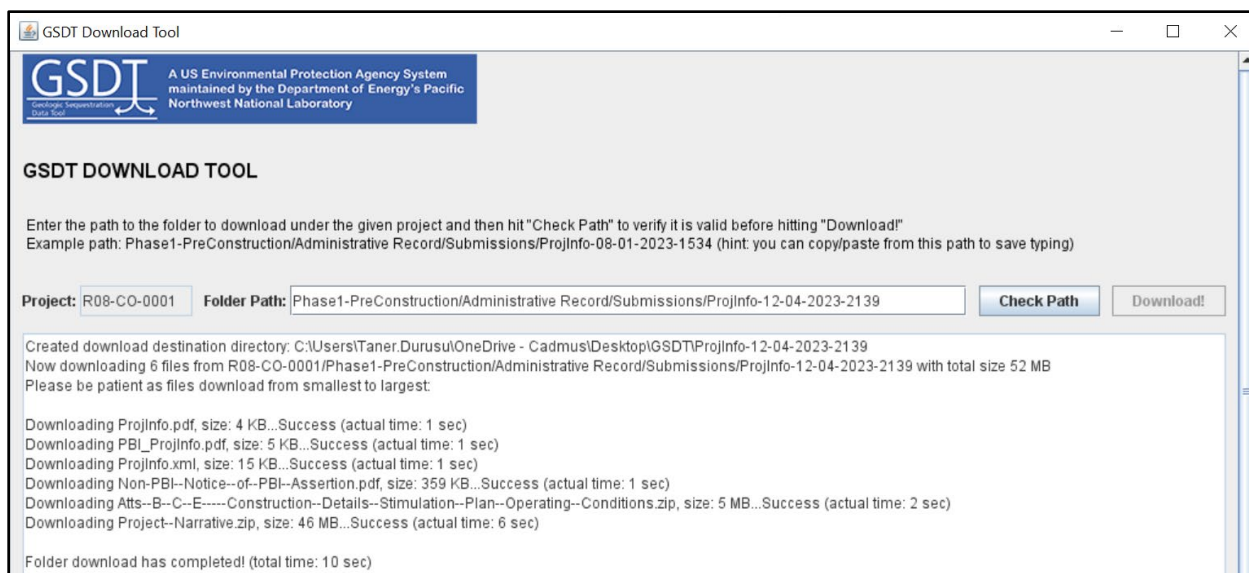 GSDT Download Tool
GSDT
Geologic Sequestration
Data Tool
A US Environmental Protection Agency System
maintained by the Department of Energy's Pacific
Northwest National Laboratory
GSDT DOWNLOAD TOOL
Enter the path to the folder to download under the given project and then hit "Check Path" to verify it is valid before hitting "Download!"
Example path: Phase1-PreConstruction/Administrative Record/Submissions/ProjInfo-08-01-2023-1534 (hint: you can copy/paste from this path to save typing)
Project: R08-CO-0001 Folder Path: Phase1-PreConstruction/Administrative Record/Submissions/ProjInfo-12-04-2023-2139 Check Path Download!
Created download destination directory: C:\Users\Taner.Durusu\OneDrive - Cadmus\Desktop\GSDT\ProjInfo-12-04-2023-2139
Now downloading 6 files from R08-CO-0001/Phase1-PreConstruction/Administrative Record/Submissions/ProjInfo-12-04-2023-2139 with total size 52 MB
Please be patient as files download from smallest to largest:
Downloading ProjInfo.pdf, size: 4 KB...Success (actual time: 1 sec)
Downloading PBI_ProjInfo.pdf, size: 5 KB...Success (actual time: 1 sec)
Downloading ProjInfo.xml, size: 15 KB...Success (actual time: 1 sec)
Downloading Non-PBI--Notice--of--PBI--Assertion.pdf, size: 359 KB...Success (actual time: 1 sec)
Downloading Atts--B--C--E-----Construction--Details--Stimulation--Plan--Operating--Conditions.zip, size: 5 MB...Success (actual time: 2 sec)
Downloading Project--Narrative.zip, size: 46 MB...Success (actual time: 6 sec)
Folder download has completed! (total time: 10 sec)